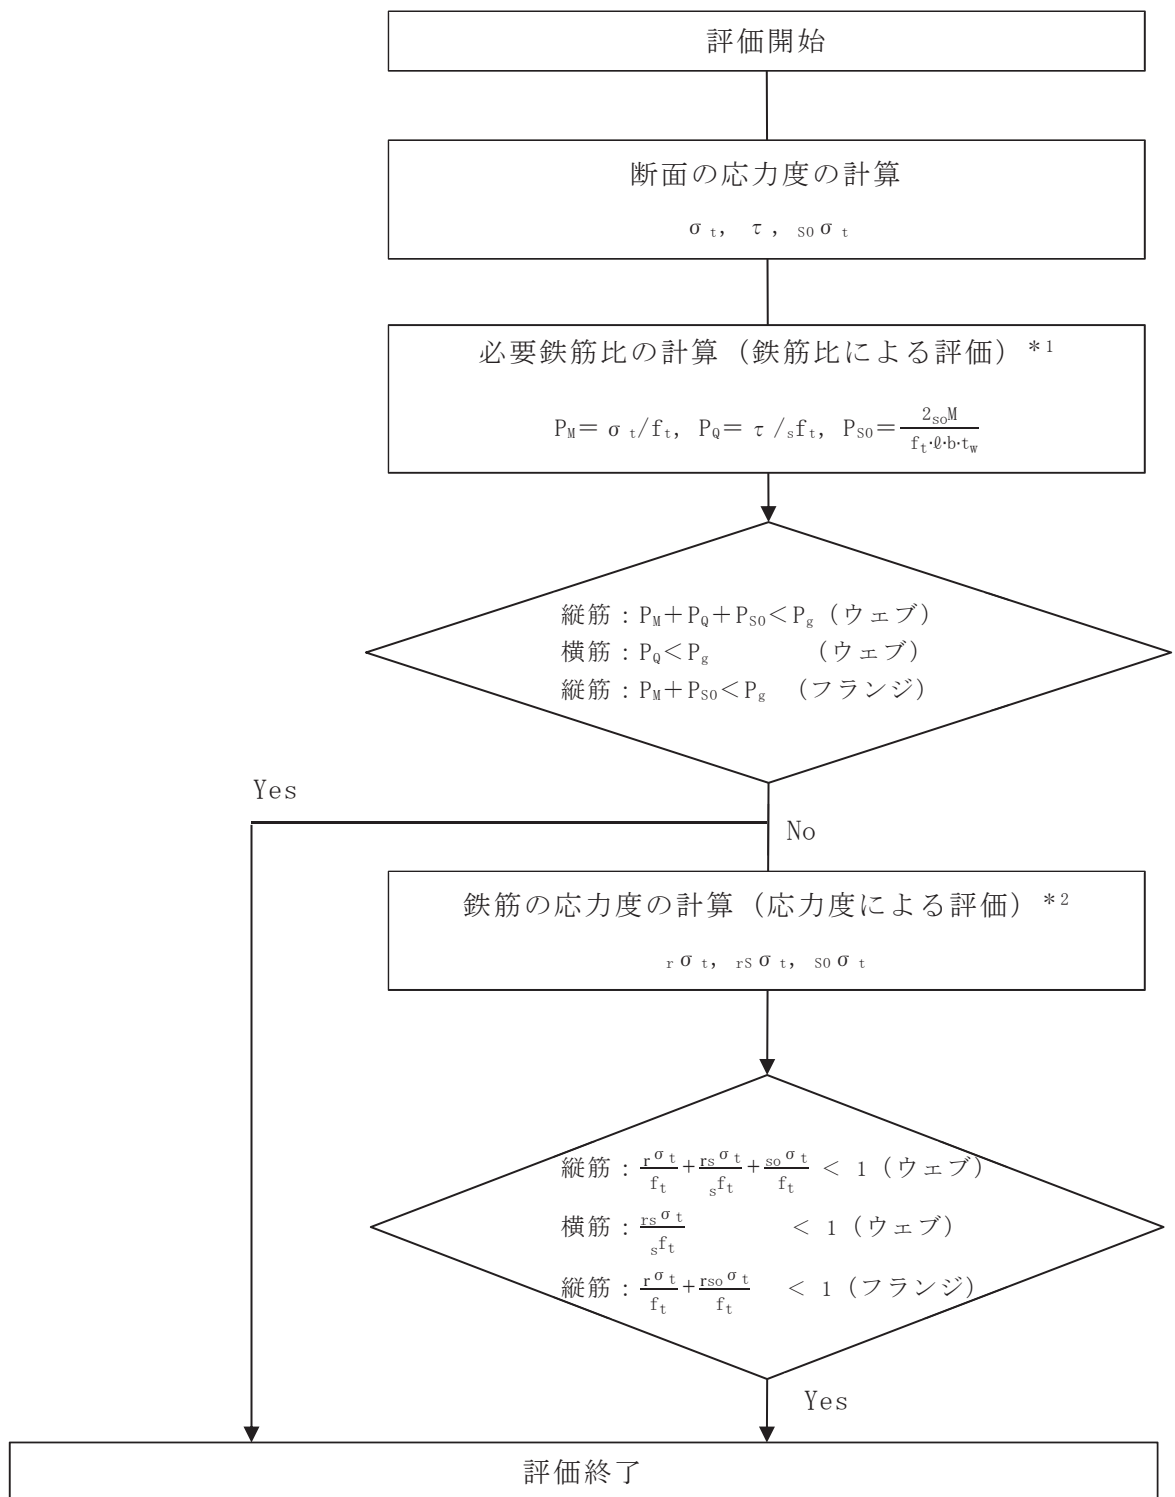 評価開始
断面の応力度の計算
σt, τ, S0σt
必要鉄筋比の計算（鉄筋比による評価）*1
PM＝σt/ft, PQ＝τ/sft, PS0＝2soM/ft·ℓ·b·tw
縦筋：PM＋PQ＋PS0＜Pg（ウェブ）
横筋：PQ＜Pg （ウェブ）
縦筋：PM＋PS0＜Pg （フランジ）
Yes
No
鉄筋の応力度の計算（応力度による評価）*2
rσt, rSσt, S0σt
縦筋：rσt/ft+rsσt/sft+soσt/ft < 1（ウェブ）
横筋：rsσt/sft < 1（ウェブ）
縦筋：rσt/ft+rsoσt/ft < 1（フランジ）
Yes
評価終了